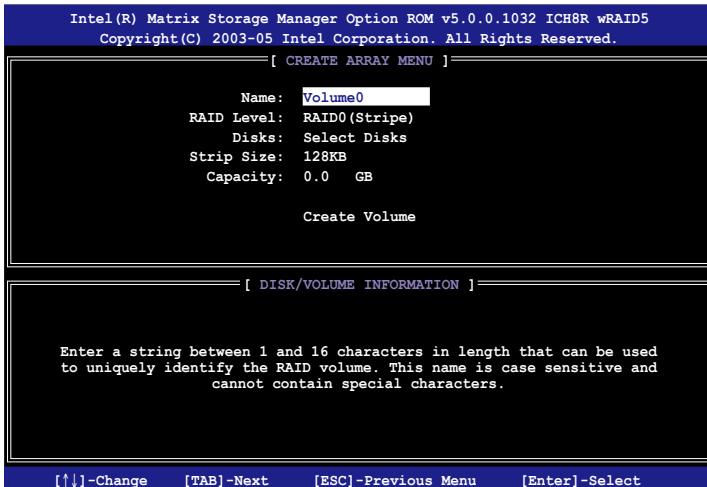 Intel(R) Matrix Storage Manager Option ROM v5.0.0.1032 ICH8R wRAID5
Copyright(C) 2003-05 Intel Corporation. All Rights Reserved.
[ CREATE ARRAY MENU ]
Name: Volume0
RAID Level: RAID0(Stripe)
Disks: Select Disks
Strip Size: 128KB
Capacity: 0.0 GB
Create Volume
[ DISK/VOLUME INFORMATION ]
Enter a string between 1 and 16 characters in length that can be used
to uniquely identify the RAID volume. This name is case sensitive and
cannot contain special characters.
[↑↓]-Change [TAB]-Next [ESC]-Previous Menu [Enter]-Select